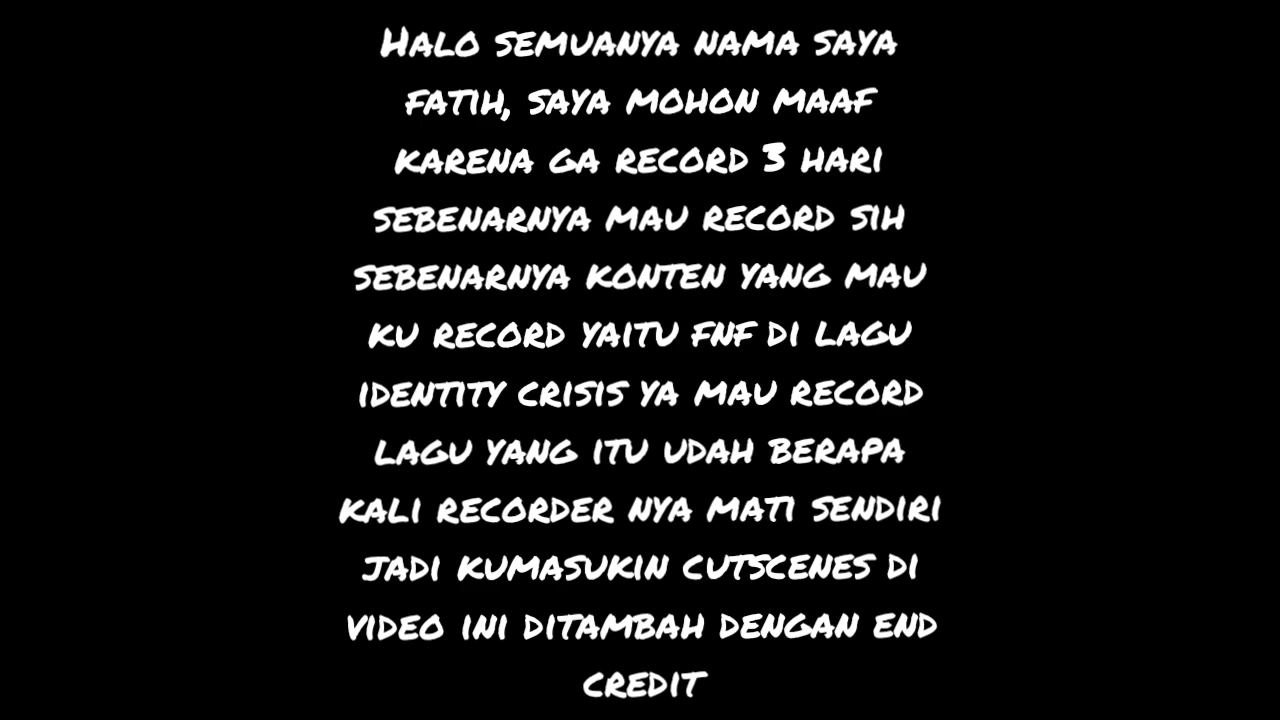 Halo semuanya nama saya
fatih, saya mohon maaf
karena ga record 3 hari
sebenarnya mau record sih
sebenarnya konten yang mau
ku record yaitu fnf di lagu
identity crisis ya mau record
lagu yang itu udah berapa
kali recorder nya mati sendiri
jadi kumasukin cutscenes di
video ini ditambah dengan end
credit